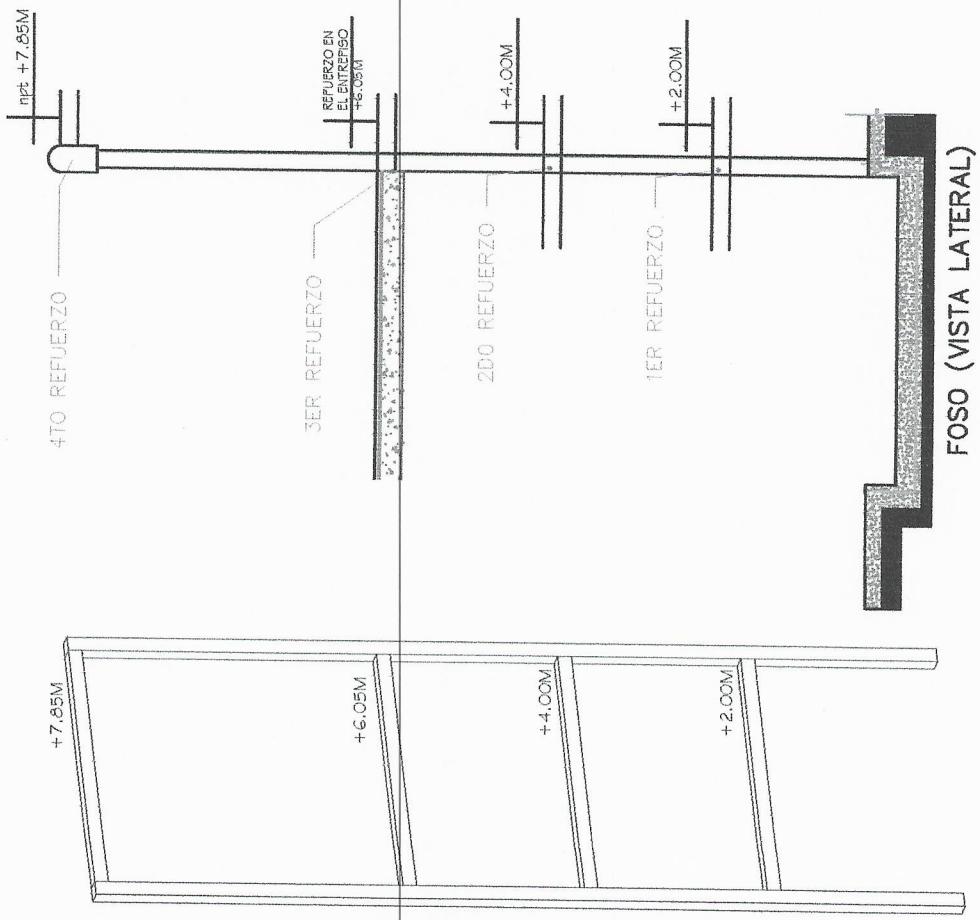 npt +7.85M
4TO REFUERZO
REFUERZO EN
EL ENTREPISO
+6.05M
3ER REFUERZO
+4.00M
2DO REFUERZO
+2.00M
1ER REFUERZO
FOSO (VISTA LATERAL)
+7.85M
+6.05M
+4.00M
+2.00M